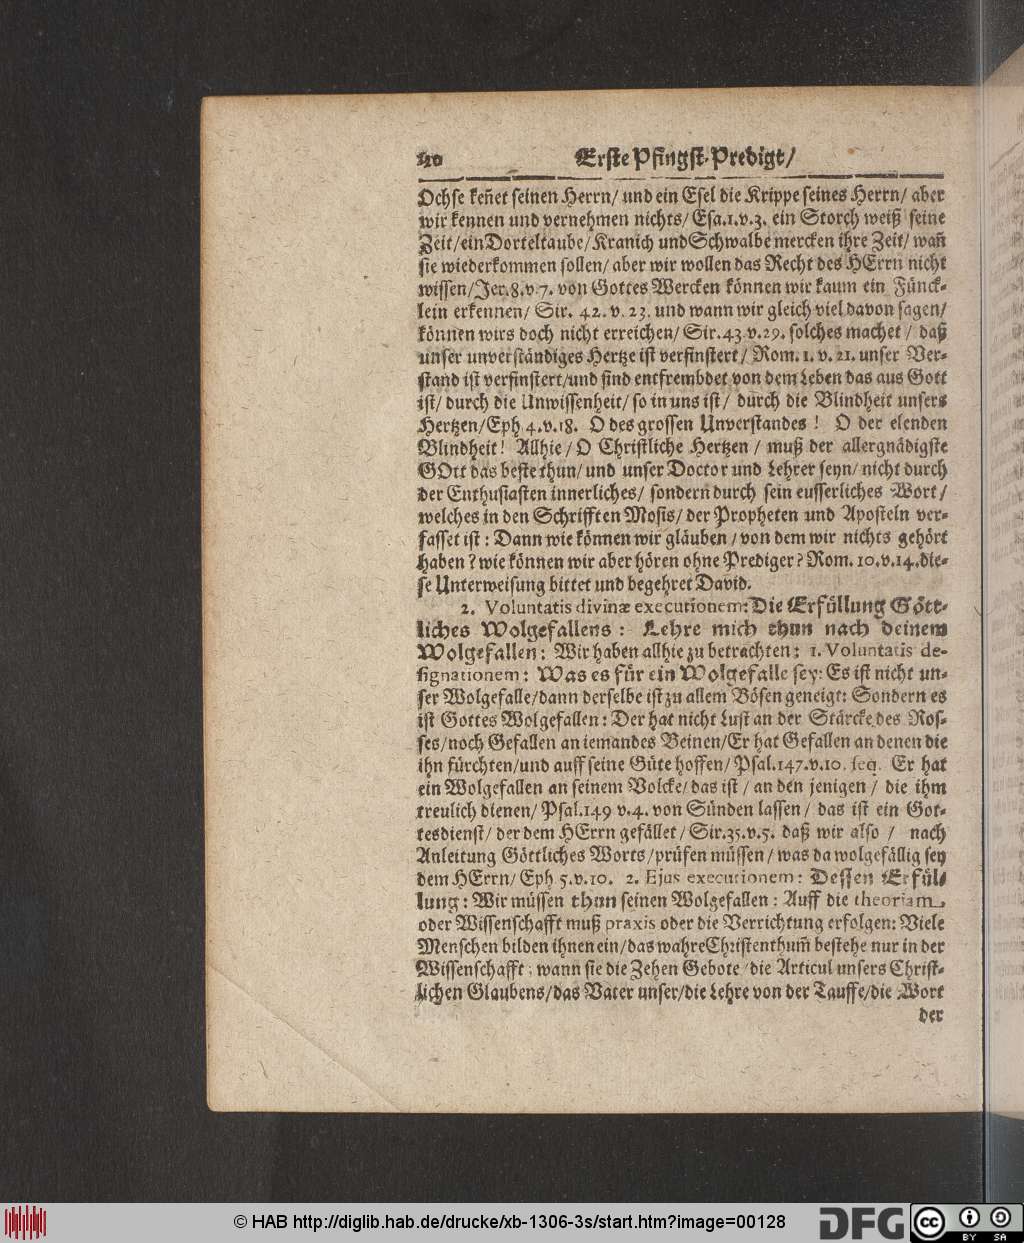 110 Erste Pfingst-Predigt/
Ochse keñet seinen Herrn/ und ein Esel die Krippe seines Herrn/ aber
wir kennen und vernehmen nichts/ Esa.1.v.3. ein Storch weiß seine
Zeit/ein Dorteltaube/Kranich und Schwalbe mercken ihre Zeit/ wañ
sie wiederkommen sollen/ aber wir wollen das Recht des HErrn nicht
wissen/Jer.8.v.7. von Gottes Wercken können wir kaum ein Fünck-
lein erkennen/ Sir. 42. v. 23. und wann wir gleich viel davon sagen/
können wirs doch nicht erreichen/ Sir.43.v.29. solches machet / daß
unser unverständiges Hertze ist verfinstert/ Rom. 1. v. 21. unser Ver-
stand ist verfinstert/und sind entfrembdet von dem Leben das aus Gott
ist/ durch die Unwissenheit/ so in uns ist/ durch die Blindheit unsers
Hertzen/Eph.4.v.18. O des grossen Unverstandes ! O der elenden
Blindheit! Allhie / O Christliche Hertzen / muß der allergnädigste
GOtt das beste thun/ und unser Doctor und Lehrer seyn/ nicht durch
der Enthusiasten innerliches/ sondern durch sein eusserliches Wort/
welches in den Schrifften Mosis/ der Propheten und Aposteln ver-
fasset ist : Dann wie können wir gläuben / von dem wir nichts gehört
haben ? wie können wir aber hören ohne Prediger? Rom. 10.v.14.die-
se Unterweisung bittet und begehret David.
2. Voluntatis divinæ executionem: Die Erfüllung Gött-
liches Wolgefallens : Lehre mich thun nach deinem
Wolgefallen : Wir haben allhie zu betrachten : 1. Voluntatis de-
signationem : Was es für ein Wolgefalle sey: Es ist nicht un-
ser Wolgefalle/dann derselbe ist zu allem Bösen geneigt: Sondern es
ist Gottes Wolgefallen : Der hat nicht Lust an der Stärcke des Ros-
ses/noch Gefallen an iemandes Beinen/Er hat Gefallen an denen die
ihn fürchten/und auff seine Güte hoffen/ Psal.147.v.10. seq. Er hat
ein Wolgefallen an seinem Volcke/ das ist / an den jenigen / die ihm
treulich dienen/ Psal.149 v.4. von Sünden lassen / das ist ein Got-
tesdienst/ der dem HErrn gefället/ Sir.35.v.5. daß wir also / nach
Anleitung Göttliches Worts/prüfen müssen/ was da wolgefällig sey
dem HErrn/ Eph 5.v.10. 2. Ejus executionem : Dessen Erfül-
lung : Wir müssen thun seinen Wolgefallen : Auff die theoriam,
oder Wissenschafft muß praxis oder die Verrichtung erfolgen: Viele
Menschen bilden ihnen ein/das wahre Christenthum̃ bestehe nur in der
Wissenschafft ; wann sie die Zehen Gebote /die Articul unsers Christ-
lichen Glaubens/das Vater unser/die Lehre von der Tauffe/die Wort
der
© HAB http://diglib.hab.de/drucke/xb-1306-3s/start.htm?image=00128
DFG
cc
BY SA